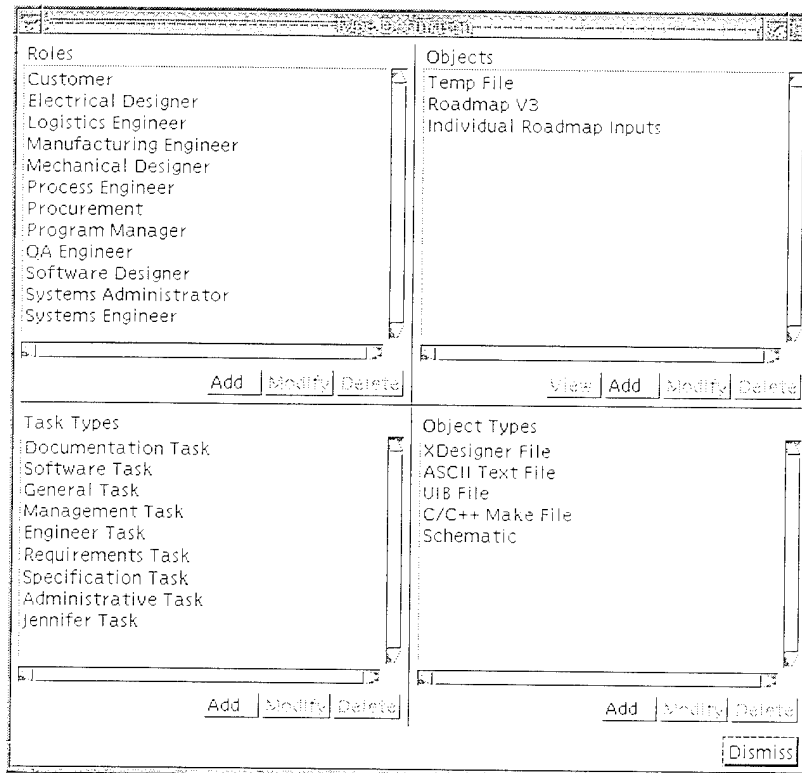 Roles
Customer
Electrical Designer
Logistics Engineer
Manufacturing Engineer
Mechanical Designer
Process Engineer
Procurement
Program Manager
QA Engineer
Software Designer
Systems Administrator
Systems Engineer
Add Modify Delete
Objects
Temp File
Roadmap V3
Individual Roadmap Inputs
View Add Modify Delete
Task Types
Documentation Task
Software Task
General Task
Management Task
Engineer Task
Requirements Task
Specification Task
Administrative Task
Jennifer Task
Add Modify Delete
Object Types
XDesigner File
ASCII Text File
UIB File
C/C++ Make File
Schematic
Add Modify Delete
Dismiss